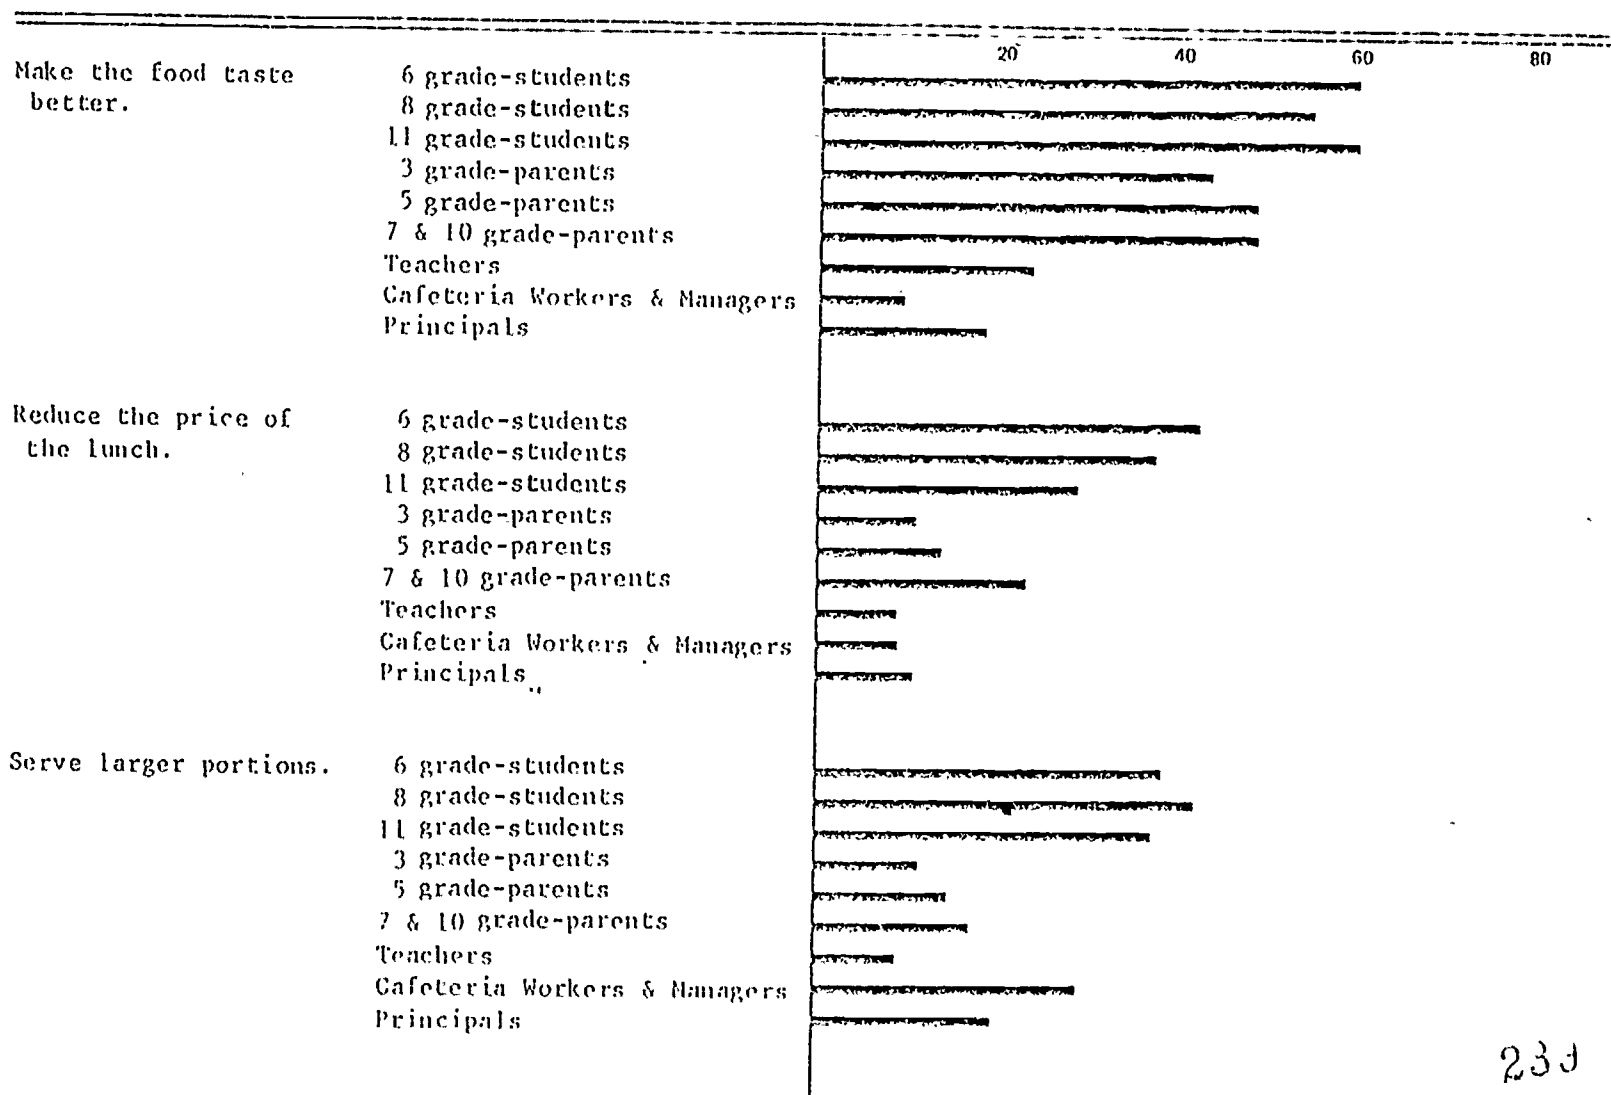 20 40 60 80
Make the food taste 6 grade-students
better. 8 grade-students
11 grade-students
3 grade-parents
5 grade-parents
7 & 10 grade-parents
Teachers
Cafeteria Workers & Managers
Principals
Reduce the price of 6 grade-students
the lunch. 8 grade-students
11 grade-students
3 grade-parents
5 grade-parents
7 & 10 grade-parents
Teachers
Cafeteria Workers & Managers
Principals
Serve larger portions. 6 grade-students
8 grade-students
11 grade-students
3 grade-parents
5 grade-parents
7 & 10 grade-parents
Teachers
Cafeteria Workers & Managers
Principals